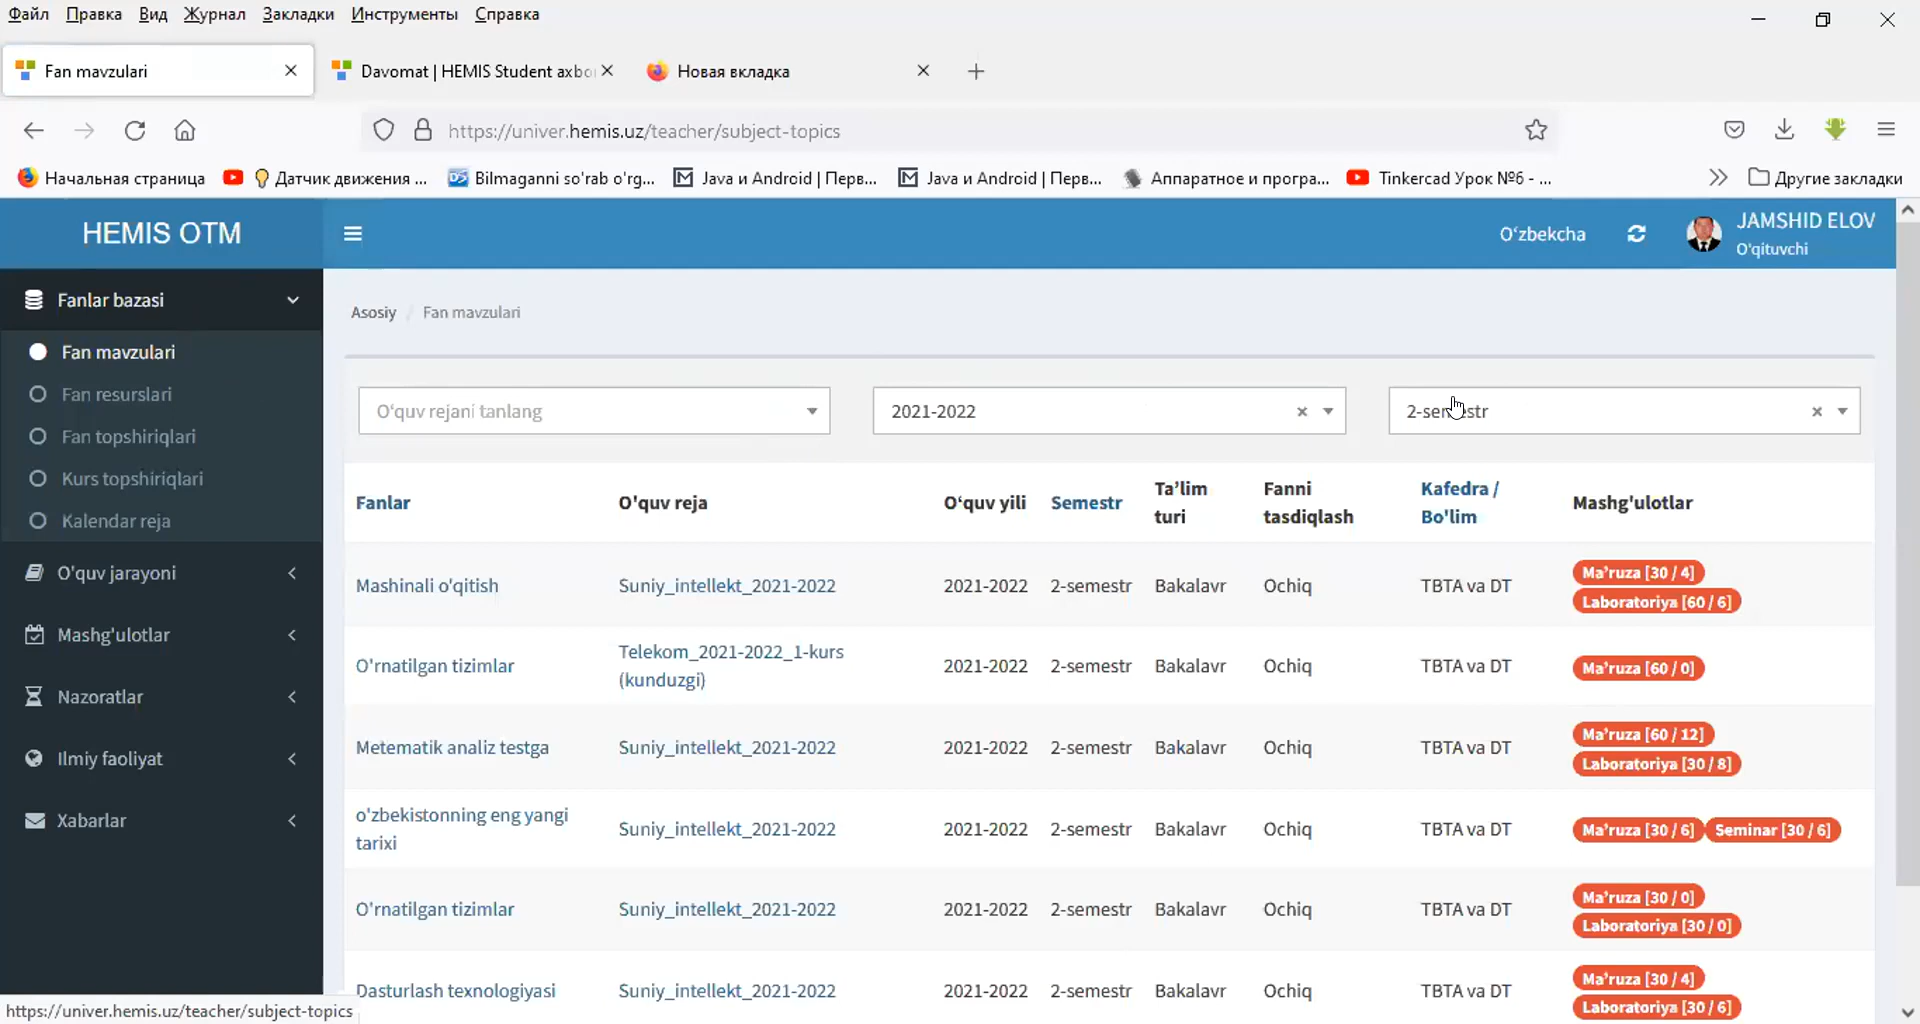 Файл Правка Вид Журнал Закладки Инструменты Справка
Fan mavzulari
Davomat | HEMIS Student axbo
Новая вкладка
https://univer.hemis.uz/teacher/subject-topics
Начальная страница
Датчик движения ...
Bilmaganni so'rab o'rg...
Java и Android | Перв...
Java и Android | Перв...
Аппаратное и програ...
Tinkercad Урок №6 - ...
Другие закладки
HEMIS OTM
Oʻzbekcha
JAMSHID ELOV
O'qituvchi
Fanlar bazasi
Fan mavzulari
Fan resurslari
Fan topshiriqlari
Kurs topshiriqlari
Kalendar reja
O'quv jarayoni
Mashg'ulotlar
Nazoratlar
Ilmiy faoliyat
Xabarlar
Asosiy / Fan mavzulari
O'quv rejani tanlang
2021-2022
2-semestr
Fanlar O'quv reja Oʻquv yili Semestr Ta’lim turi Fanni tasdiqlash Kafedra / Bo'lim Mashg'ulotlar
Mashinali o'qitish Suniy_intellekt_2021-2022 2021-2022 2-semestr Bakalavr Ochiq TBTA va DT Ma’ruza [30 / 4]
Laboratoriya [60 / 6]
O'rnatilgan tizimlar Telekom_2021-2022_1-kurs (kunduzgi) 2021-2022 2-semestr Bakalavr Ochiq TBTA va DT Ma’ruza [60 / 0]
Metematik analiz testga Suniy_intellekt_2021-2022 2021-2022 2-semestr Bakalavr Ochiq TBTA va DT Ma’ruza [60 / 12]
Laboratoriya [30 / 8]
o'zbekistonning eng yangi tarixi Suniy_intellekt_2021-2022 2021-2022 2-semestr Bakalavr Ochiq TBTA va DT Ma’ruza [30 / 6] Seminar [30 / 6]
O'rnatilgan tizimlar Suniy_intellekt_2021-2022 2021-2022 2-semestr Bakalavr Ochiq TBTA va DT Ma’ruza [30 / 0]
Laboratoriya [30 / 0]
Dasturlash texnologiyasi Suniy_intellekt_2021-2022 2021-2022 2-semestr Bakalavr Ochiq TBTA va DT Ma’ruza [30 / 4]
Laboratoriya [30 / 6]
https://univer.hemis.uz/teacher/subject-topics